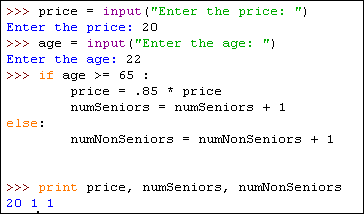 >>> price = input("Enter the price: ")
Enter the price: 20
>>> age = input("Enter the age: ")
Enter the age: 22
>>> if age >= 65 :
        price = .85 * price
        numSeniors = numSeniors + 1
else:
        numNonSeniors = numNonSeniors + 1
>>> print price, numSeniors, numNonSeniors
20 1 1